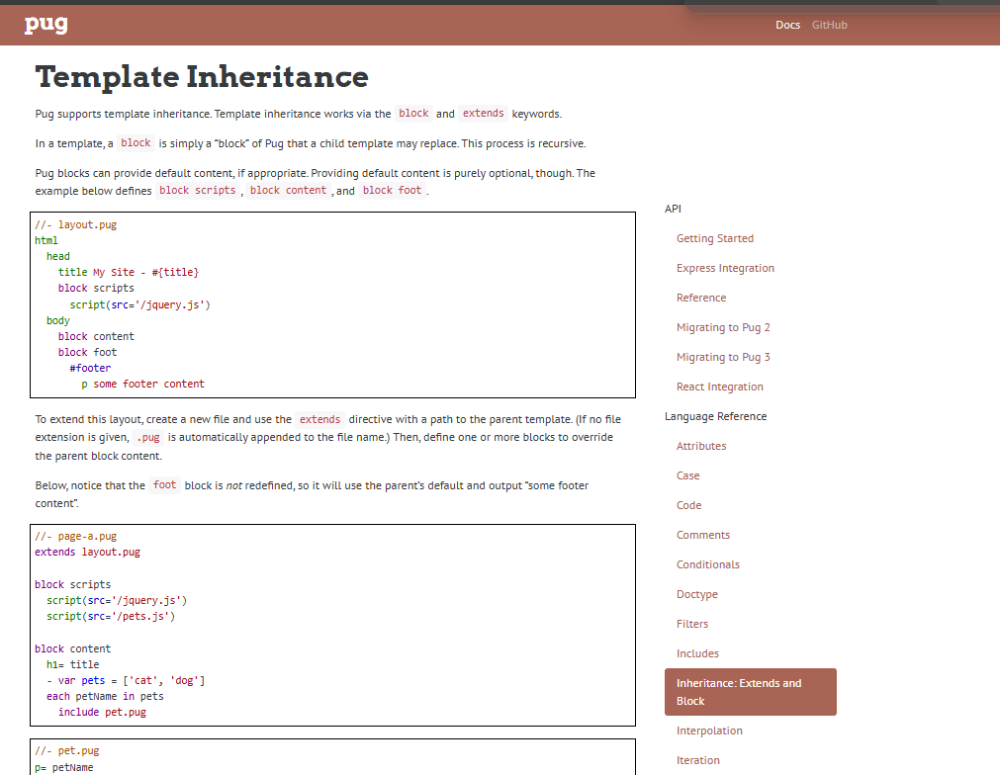 pug
Docs GitHub
Template Inheritance
Pug supports template inheritance. Template inheritance works via the block and extends keywords.
In a template, a block is simply a “block” of Pug that a child template may replace. This process is recursive.
Pug blocks can provide default content, if appropriate. Providing default content is purely optional, though. The
example below defines block scripts , block content , and block foot .
//- layout.pug
html
  head
    title My Site - #{title}
    block scripts
      script(src='/jquery.js')
  body
    block content
    block foot
      #footer
        p some footer content
To extend this layout, create a new file and use the extends directive with a path to the parent template. (If no file
extension is given, .pug is automatically appended to the file name.) Then, define one or more blocks to override
the parent block content.
Below, notice that the foot block is not redefined, so it will use the parent’s default and output “some footer
content”.
//- page-a.pug
extends layout.pug
block scripts
  script(src='/jquery.js')
  script(src='/pets.js')
block content
  h1= title
  - var pets = ['cat', 'dog']
  each petName in pets
    include pet.pug
//- pet.pug
p= petName
API
Getting Started
Express Integration
Reference
Migrating to Pug 2
Migrating to Pug 3
React Integration
Language Reference
Attributes
Case
Code
Comments
Conditionals
Doctype
Filters
Includes
Inheritance: Extends and
Block
Interpolation
Iteration